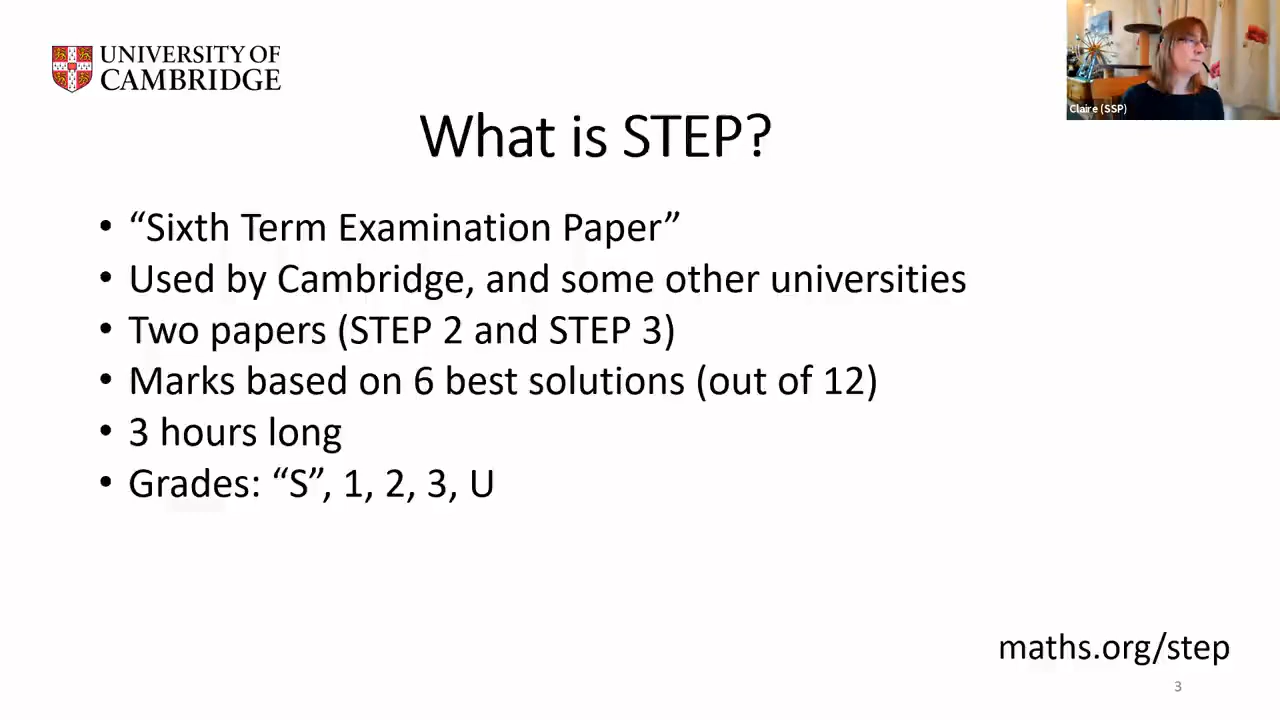 UNIVERSITY OF
CAMBRIDGE
Claire (SSP)
What is STEP?
• “Sixth Term Examination Paper”
• Used by Cambridge, and some other universities
• Two papers (STEP 2 and STEP 3)
• Marks based on 6 best solutions (out of 12)
• 3 hours long
• Grades: “S”, 1, 2, 3, U
maths.org/step
3